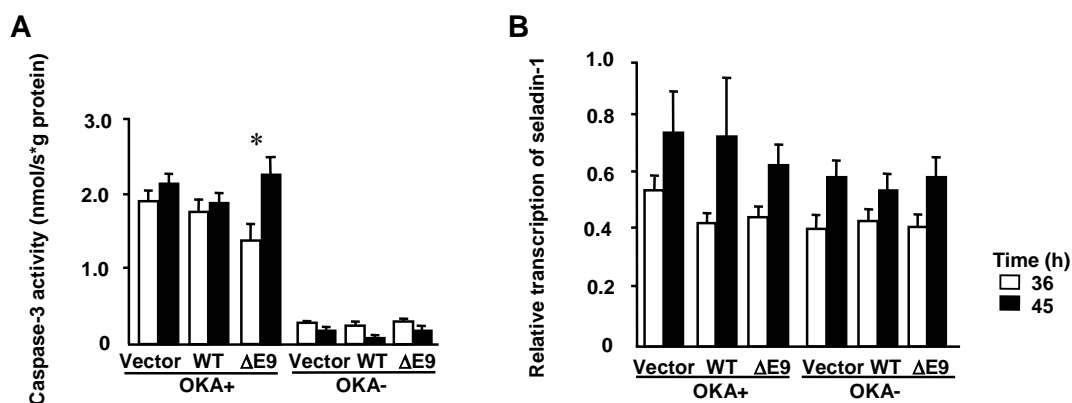 A
Caspase-3 activity (nmol/s*g protein)
3.0
2.0
1.0
0
*
Vector WT ΔE9 Vector WT ΔE9
OKA+ OKA-
B
Relative transcription of seladin-1
1.0
0.8
0.6
0.4
0.2
0
Vector WT ΔE9 Vector WT ΔE9
OKA+ OKA-
Time (h)
36
45